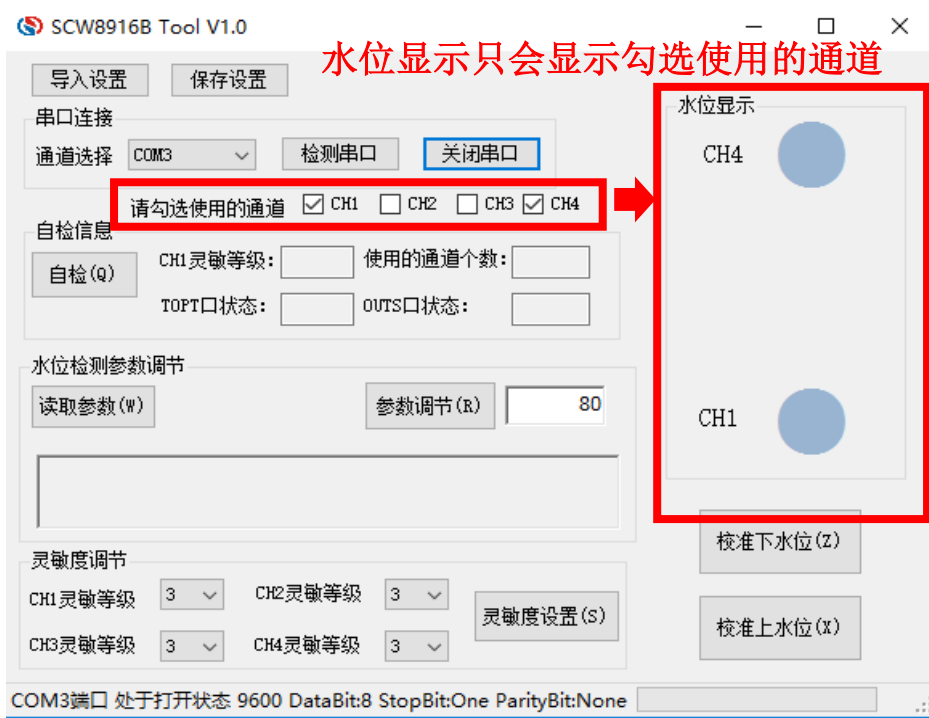 SCW8916B Tool V1.0
水位显示只会显示勾选使用的通道
导入设置 保存设置
串口连接
通道选择 COM3 检测串口 关闭串口
请勾选使用的通道 CH1 CH2 CH3 CH4
自检信息
自检(Q) CH1灵敏等级: 使用的通道个数:
TOPT口状态: OUTS口状态:
水位检测参数调节
读取参数(W) 参数调节(R) 80
灵敏度调节
CH1灵敏等级 3 CH2灵敏等级 3
CH3灵敏等级 3 CH4灵敏等级 3
灵敏度设置(S)
水位显示
CH4
CH1
校准下水位(Z)
校准上水位(X)
COM3端口 处于打开状态 9600 DataBit:8 StopBit:One ParityBit:None